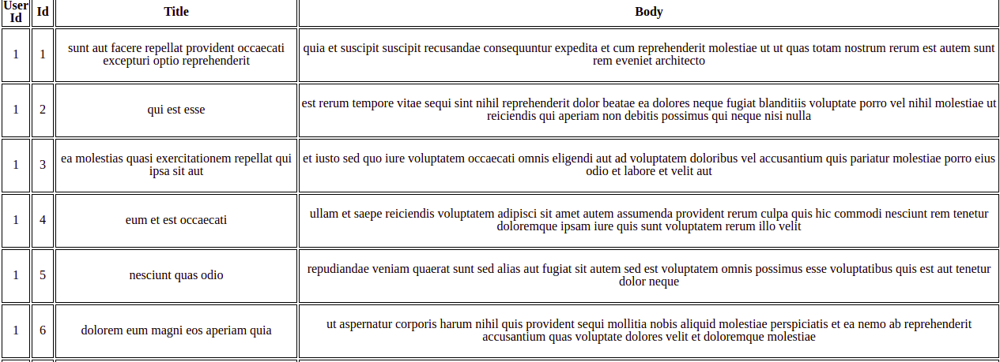 User Id Id Title Body
1 1 sunt aut facere repellat provident occaecati excepturi optio reprehenderit quia et suscipit suscipit recusandae consequuntur expedita et cum reprehenderit molestiae ut ut quas totam nostrum rerum est autem sunt rem eveniet architecto
1 2 qui est esse est rerum tempore vitae sequi sint nihil reprehenderit dolor beatae ea dolores neque fugiat blanditiis voluptate porro vel nihil molestiae ut reiciendis qui aperiam non debitis possimus qui neque nisi nulla
1 3 ea molestias quasi exercitationem repellat qui ipsa sit aut et iusto sed quo iure voluptatem occaecati omnis eligendi aut ad voluptatem doloribus vel accusantium quis pariatur molestiae porro eius odio et labore et velit aut
1 4 eum et est occaecati ullam et saepe reiciendis voluptatem adipisci sit amet autem assumenda provident rerum culpa quis hic commodi nesciunt rem tenetur doloremque ipsam iure quis sunt voluptatem rerum illo velit
1 5 nesciunt quas odio repudiandae veniam quaerat sunt sed alias aut fugiat sit autem sed est voluptatem omnis possimus esse voluptatibus quis est aut tenetur dolor neque
1 6 dolorem eum magni eos aperiam quia ut aspernatur corporis harum nihil quis provident sequi mollitia nobis aliquid molestiae perspiciatis et ea nemo ab reprehenderit accusantium quas voluptate dolores velit et doloremque molestiae